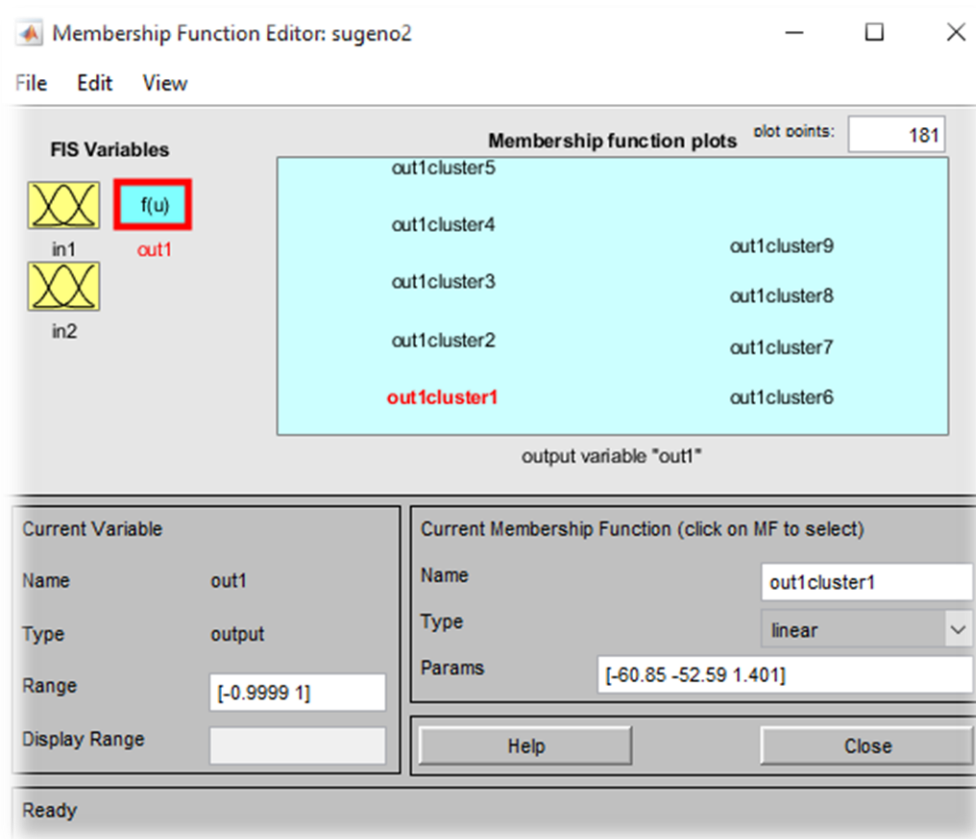 Membership Function Editor: sugeno2
File Edit View
FIS Variables
f(u)
in1
out1
in2
Membership function plots
plot points:
181
out1cluster5
out1cluster4
out1cluster3
out1cluster2
out1cluster1
out1cluster9
out1cluster8
out1cluster7
out1cluster6
output variable "out1"
Current Variable
Name out1
Type output
Range [-0.9999 1]
Display Range
Current Membership Function (click on MF to select)
Name out1cluster1
Type linear
Params [-60.85 -52.59 1.401]
Help Close
Ready